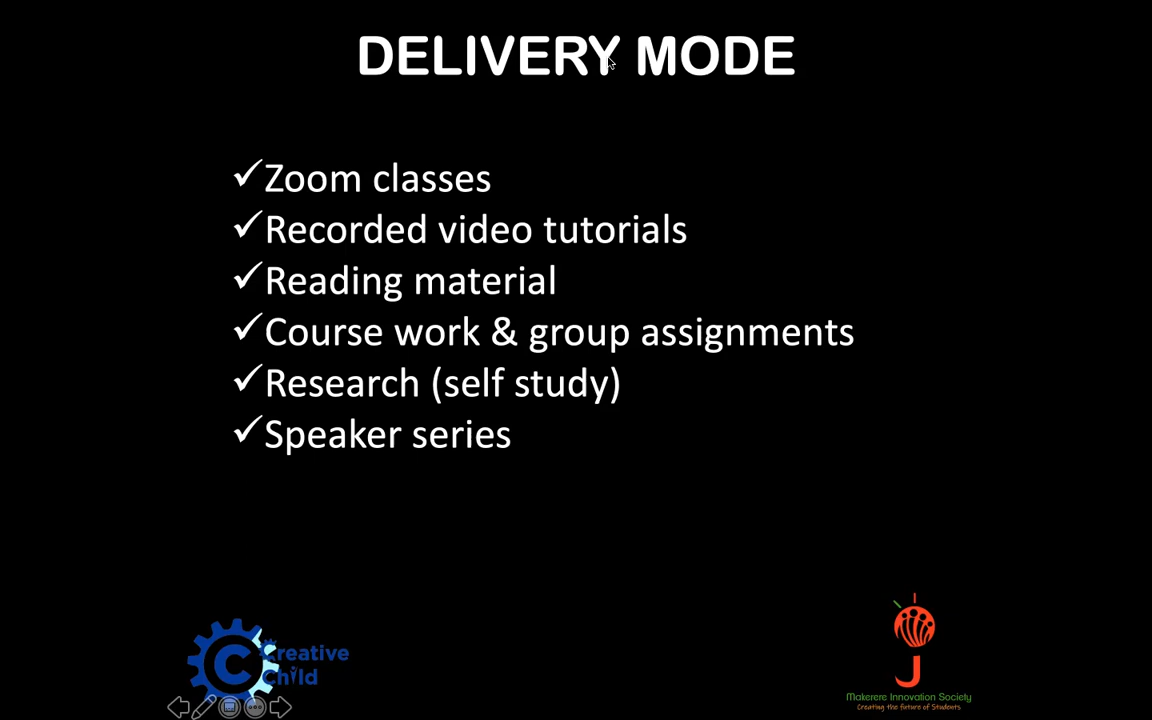 DELIVERY MODE
✓Zoom classes
✓Recorded video tutorials
✓Reading material
✓Course work & group assignments
✓Research (self study)
✓Speaker series
Creative
Child
Makerere Innovation Society
Creating the future of Students